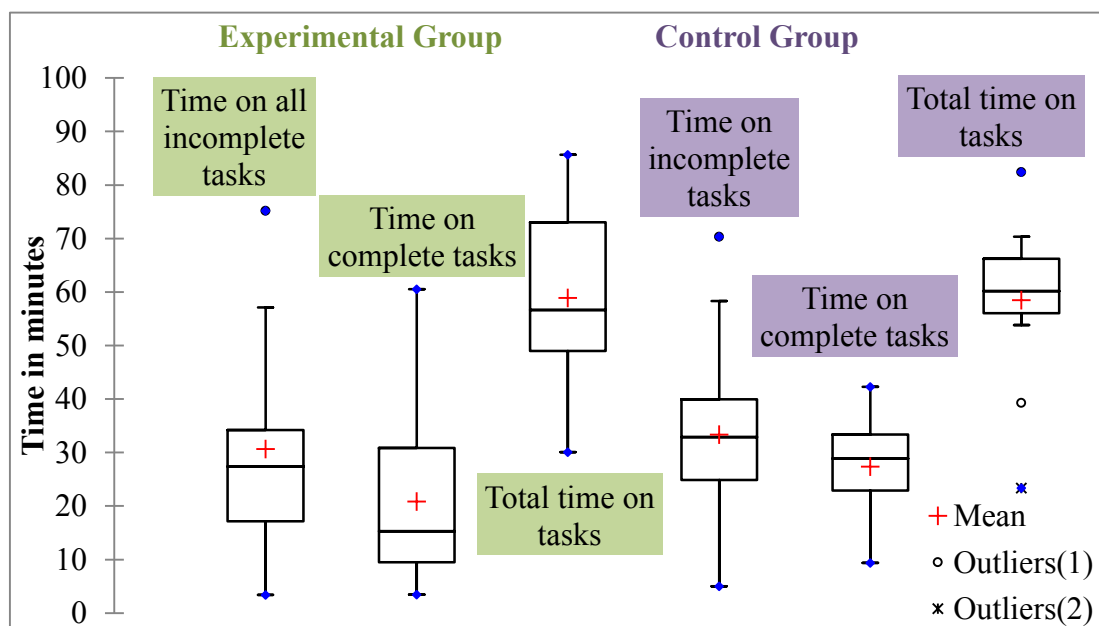 Experimental Group
Control Group
Time in minutes
100
90
80
70
60
50
40
30
20
10
0
Time on all
incomplete
tasks
Time on
complete tasks
Total time on
tasks
Time on
incomplete
tasks
Time on
complete tasks
Total time on
tasks
Mean
Outliers(1)
Outliers(2)